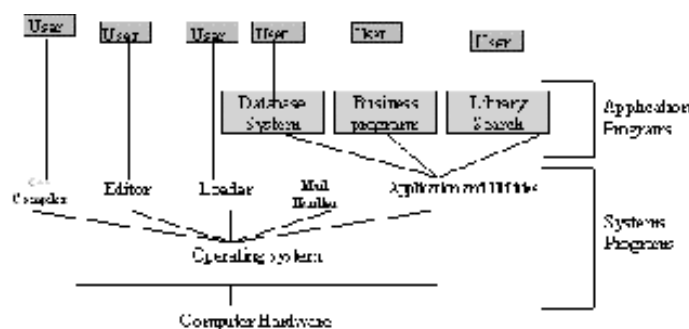 User
User
User
User
User
User
Database
System
Business
programs
Library
Search
Application
Programs
Compiler
Editor
Loader
Mail
Handler
Application and Utilities
Systems
Programs
Operating system
Computer Hardware